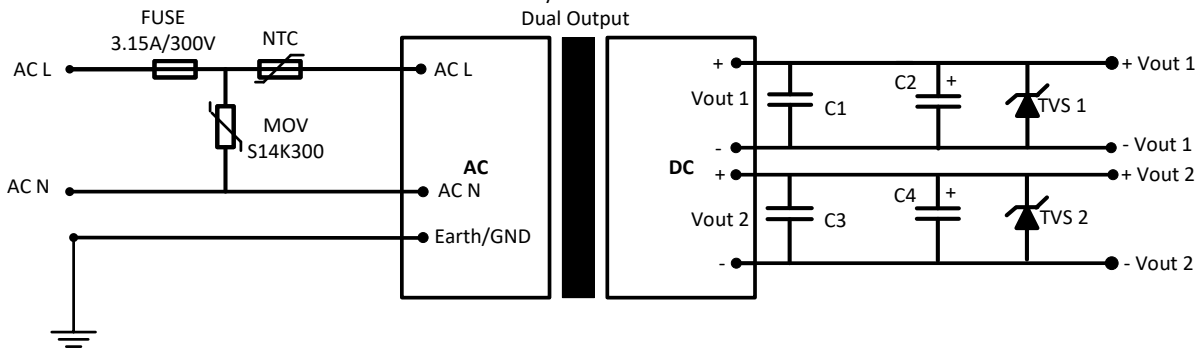 Dual Output
FUSE
3.15A/300V
NTC
AC L
AC L
MOV
S14K300
AC
AC N
AC N
Earth/GND
+
Vout 1
-
DC
+
Vout 2
-
C1
C2
+
TVS 1
C3
C4
+
TVS 2
+ Vout 1
- Vout 1
+ Vout 2
- Vout 2